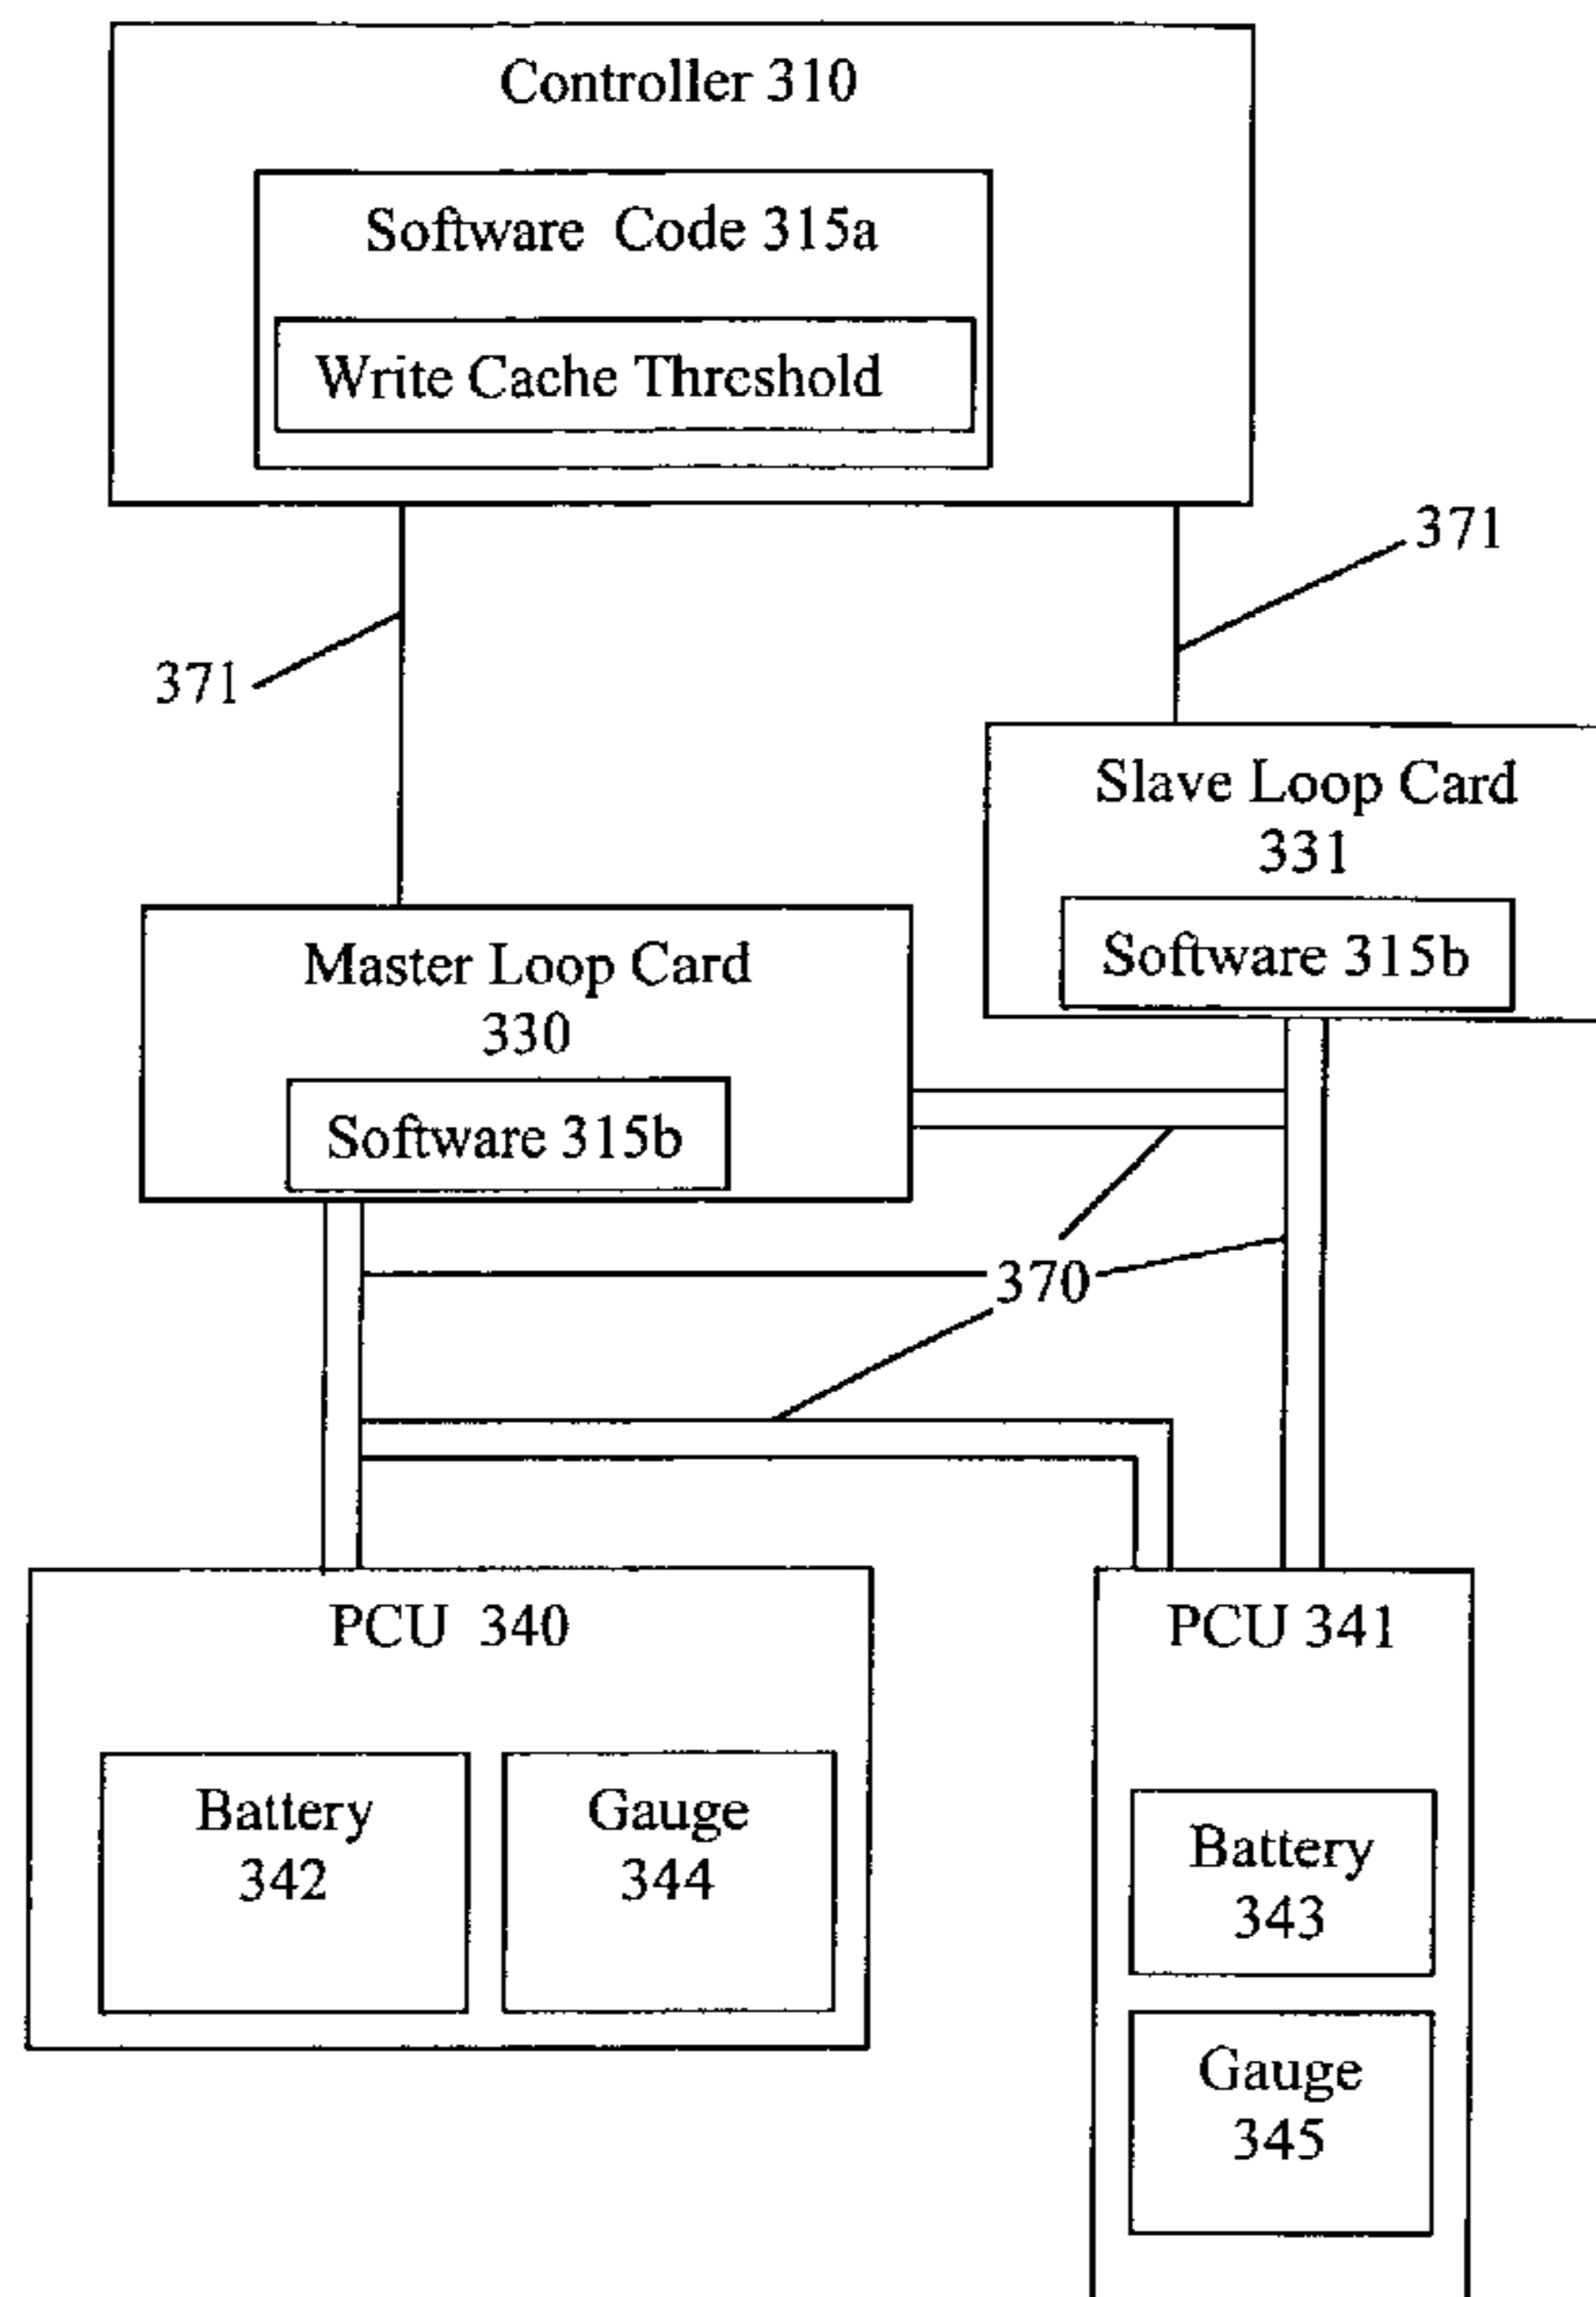 Controller 310
Software Code 315a
Write Cache Threshold
371
371
Slave Loop Card
331
Software 315b
Master Loop Card
330
Software 315b
370
PCU 340
Battery
342
Gauge
344
PCU 341
Battery
343
Gauge
345